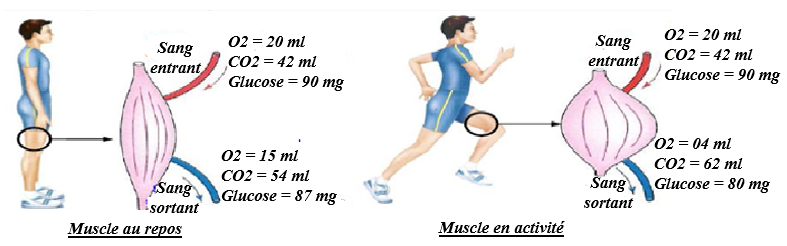 Sang
entrant
O2 = 20 ml
CO2 = 42 ml
Glucose = 90 mg
O2 = 15 ml
CO2 = 54 ml
Glucose = 87 mg
Sang
sortant
Muscle au repos
Sang
entrant
O2 = 20 ml
CO2 = 42 ml
Glucose = 90 mg
O2 = 04 ml
CO2 = 62 ml
Glucose = 80 mg
Sang
sortant
Muscle en activité